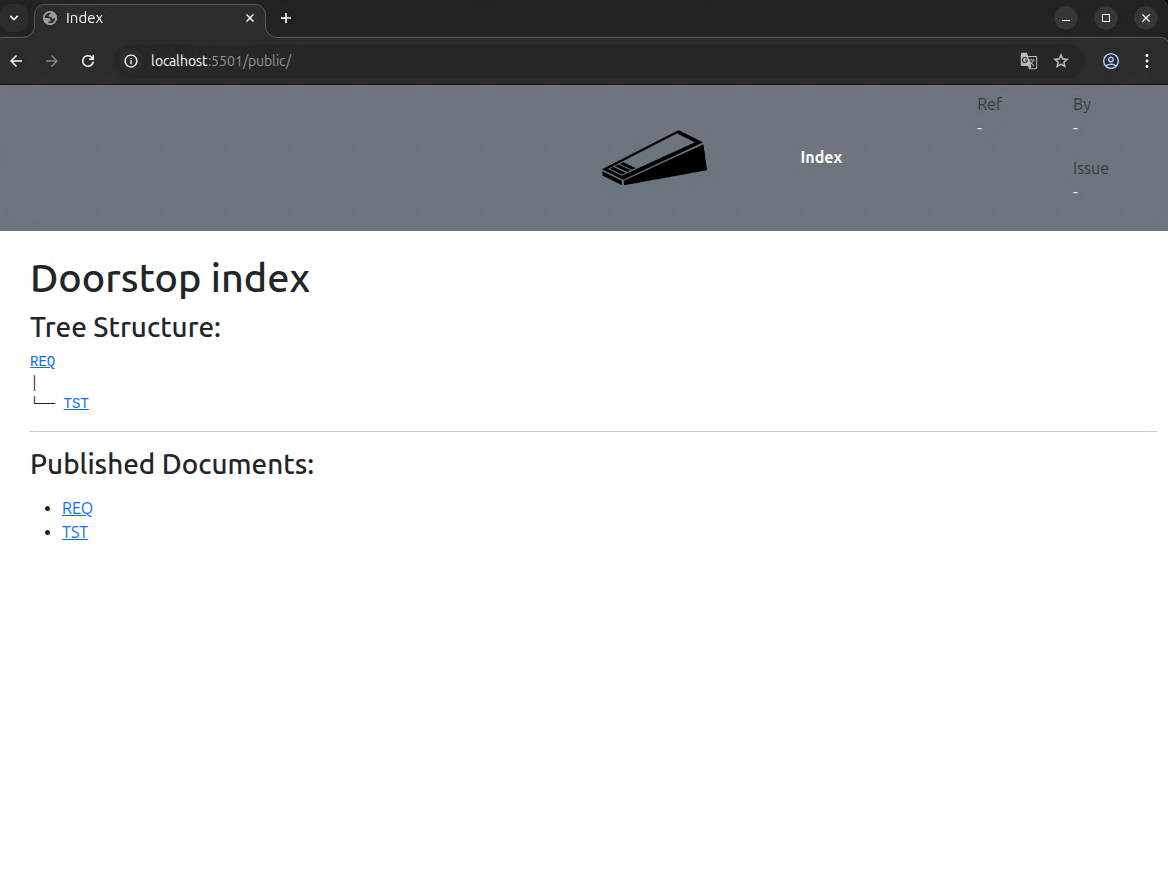 Index
localhost:5501/public/
Ref
-
By
-
Index
Issue
-
Doorstop index
Tree Structure:
REQ
│
└── TST
Published Documents:
• REQ
• TST